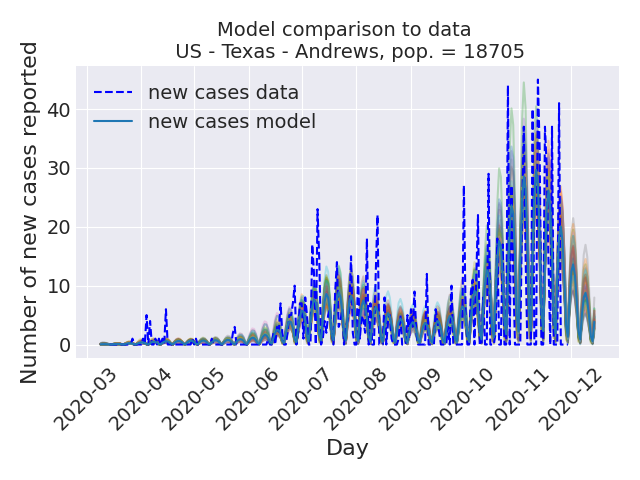 Model comparison to data
US - Texas - Andrews, pop. = 18705
Number of new cases reported
40
30
20
10
0
new cases data
new cases model
2020-03
2020-04
2020-05
2020-06
2020-07
2020-08
2020-09
2020-10
2020-11
2020-12
Day